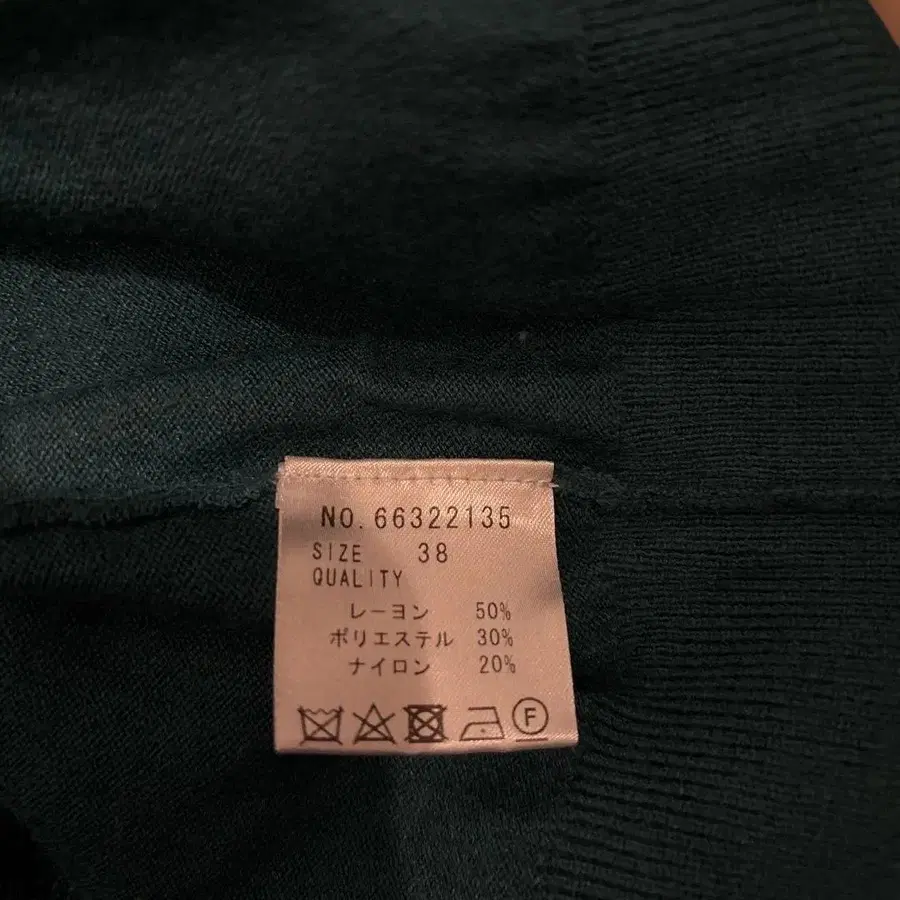 NO. 66322135
SIZE 38
QUALITY
レーヨン 50%
ポリエステル 30%
ナイロン 20%
F